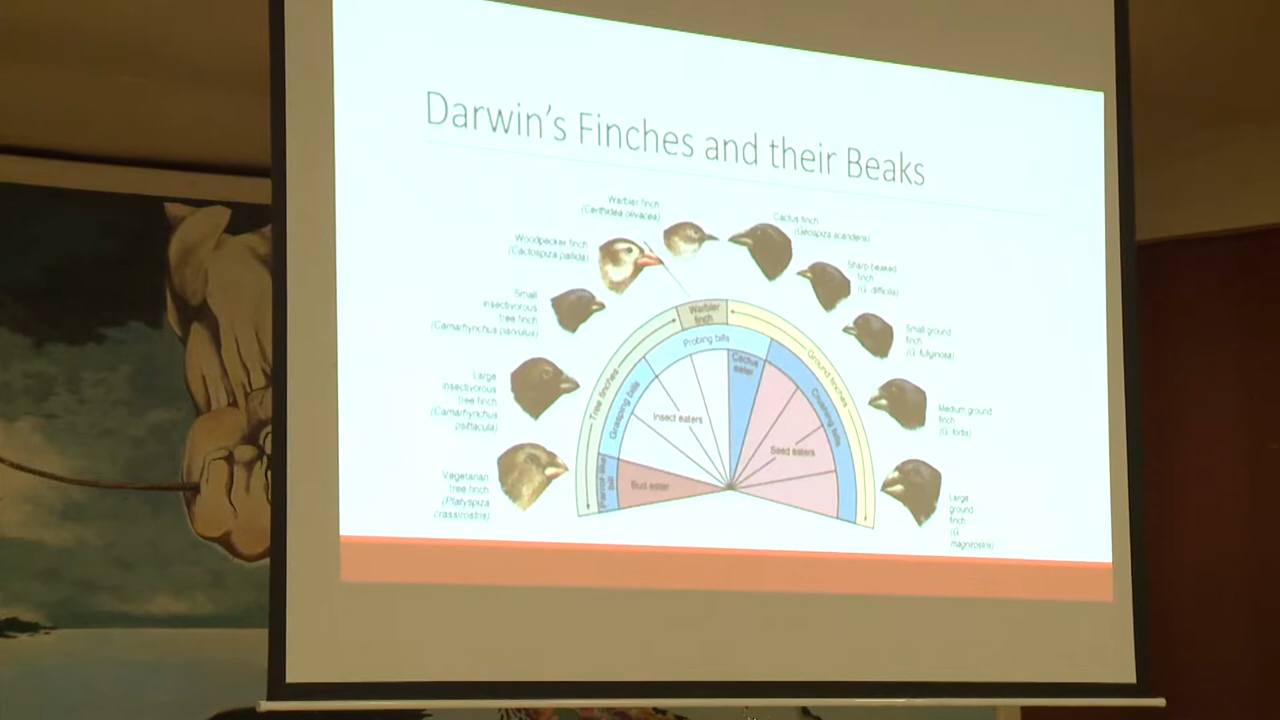 Darwin's Finches and their Beaks
Warbler finch
(Certhidea olivacea)
Cactus finch
(Geospiza scandens)
Woodpecker finch
(Cactospiza pallida)
Sharp beaked
finch
(G. difficilis)
Small
insectivorous
tree finch
(Camarhynchus parvulus)
Small ground
finch
(G. fuliginosa)
Large
insectivorous
tree finch
(Camarhynchus
psittacula)
Medium ground
finch
(G. fortis)
Vegetarian
tree finch
(Platyspiza
crassirostris)
Large
ground
finch
(G.
magnirostris)
Warbler
finch
Tree finches
Ground finches
Probing bills
Grasping bills
Crushing bills
Parrot-like
bill
Cactus
eater
Insect eaters
Seed eaters
Bud eater